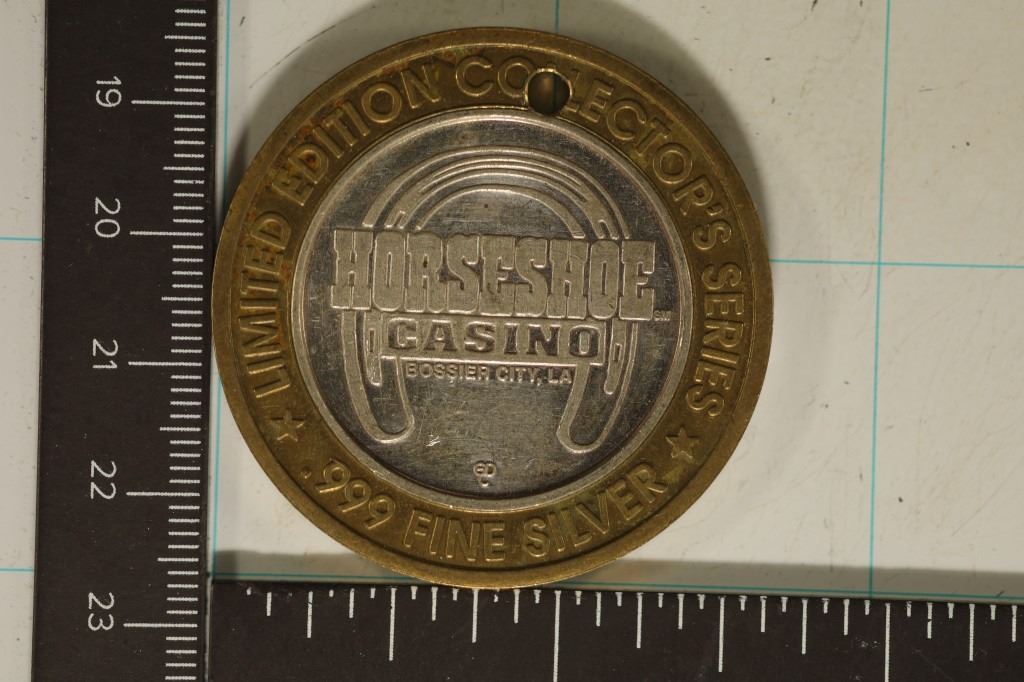 LIMITED EDITION COLLECTOR'S SERIES
HORSESHOE
CASINO
BOSSIER CITY, LA
.999 FINE SILVER
19
20
21
22
23